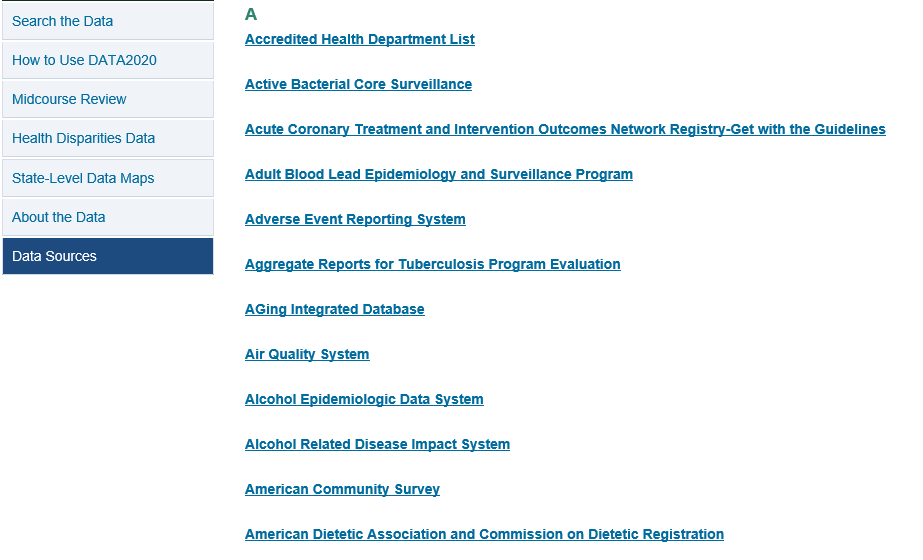 Search the Data
How to Use DATA2020
Midcourse Review
Health Disparities Data
State-Level Data Maps
About the Data
Data Sources
A
Accredited Health Department List
Active Bacterial Core Surveillance
Acute Coronary Treatment and Intervention Outcomes Network Registry-Get with the Guidelines
Adult Blood Lead Epidemiology and Surveillance Program
Adverse Event Reporting System
Aggregate Reports for Tuberculosis Program Evaluation
AGing Integrated Database
Air Quality System
Alcohol Epidemiologic Data System
Alcohol Related Disease Impact System
American Community Survey
American Dietetic Association and Commission on Dietetic Registration